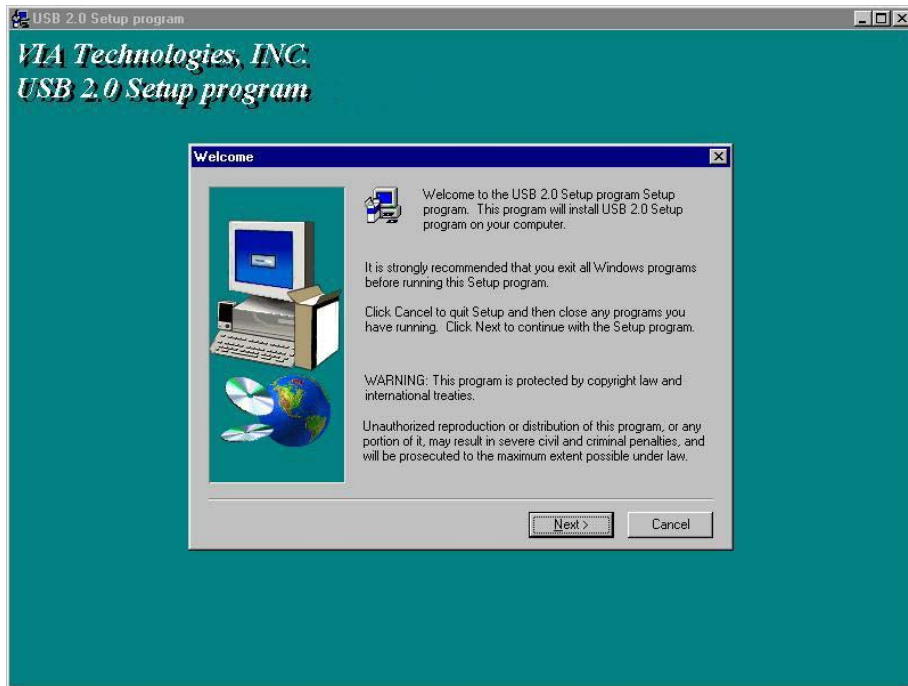 USB 2.0 Setup program
VIA Technologies, INC.
USB 2.0 Setup program
Welcome
Welcome to the USB 2.0 Setup program Setup
program. This program will install USB 2.0 Setup
program on your computer.
It is strongly recommended that you exit all Windows programs
before running this Setup program.
Click Cancel to quit Setup and then close any programs you
have running. Click Next to continue with the Setup program.
WARNING: This program is protected by copyright law and
international treaties.
Unauthorized reproduction or distribution of this program, or any
portion of it, may result in severe civil and criminal penalties, and
will be prosecuted to the maximum extent possible under law.
Next >
Cancel